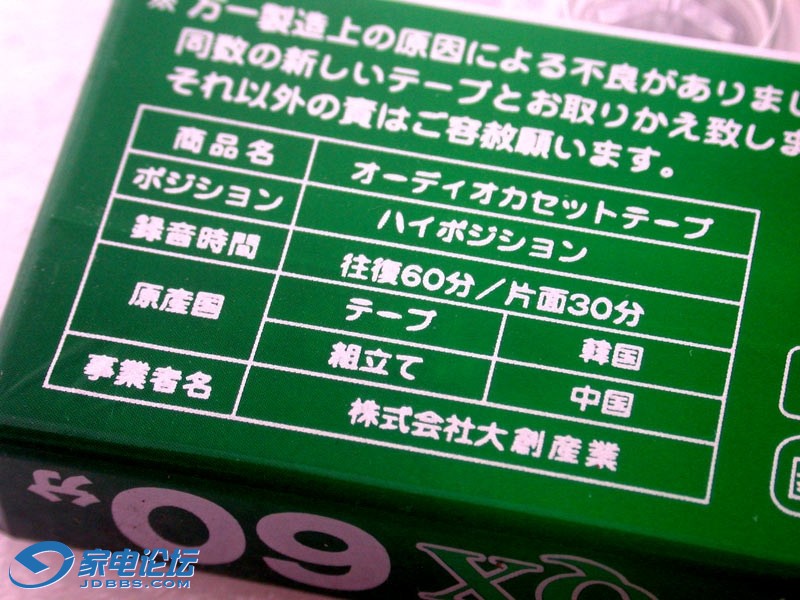 ※ 万一製造上の原因による不良がありまし
同数の新しいテープとお取りかえ致しま
それ以外の責はご容赦願います。
商品名 オーディオカセットテープ
ポジション ハイポジション
録音時間 往復60分/片面30分
原産国 テープ 韓国
組立て 中国
事業者名 株式会社大創産業
60分
X
家电论坛
JDBBS.COM